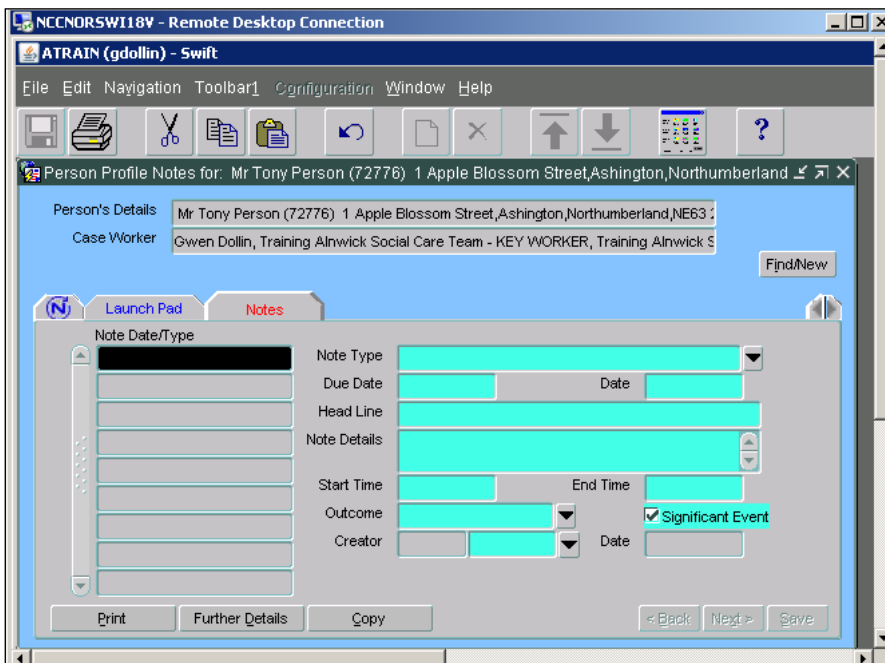 NCCNORSWI18V - Remote Desktop Connection
ATRAIN (gdollin) - Swift
File Edit Navigation Toolbar1 Configuration Window Help
?
Person Profile Notes for: Mr Tony Person (72776) 1 Apple Blossom Street,Ashington,Northumberland
Person's Details Mr Tony Person (72776) 1 Apple Blossom Street,Ashington,Northumberland,NE63
Case Worker Gwen Dollin, Training Alnwick Social Care Team - KEY WORKER, Training Alnwick S
Find/New
N Launch Pad Notes
Note Date/Type
Note Type
Due Date Date
Head Line
Note Details
Start Time End Time
Outcome Significant Event
Creator Date
Print Further Details Copy < Back Next > Save